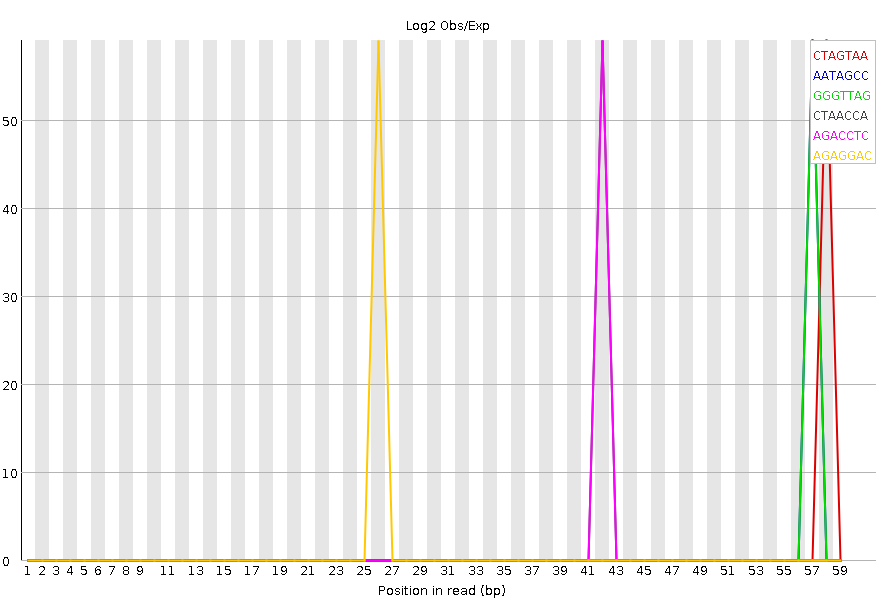 Log2 Obs/Exp
CTAGTAA
AATAGCC
GGGTTAG
CTAACCA
AGACCTC
AGAGGAC
50
40
30
20
10
0
1 2 3 4 5 6 7 8 9 11 13 15 17 19 21 23 25 27 29 31 33 35 37 39 41 43 45 47 49 51 53 55 57 59
Position in read (bp)